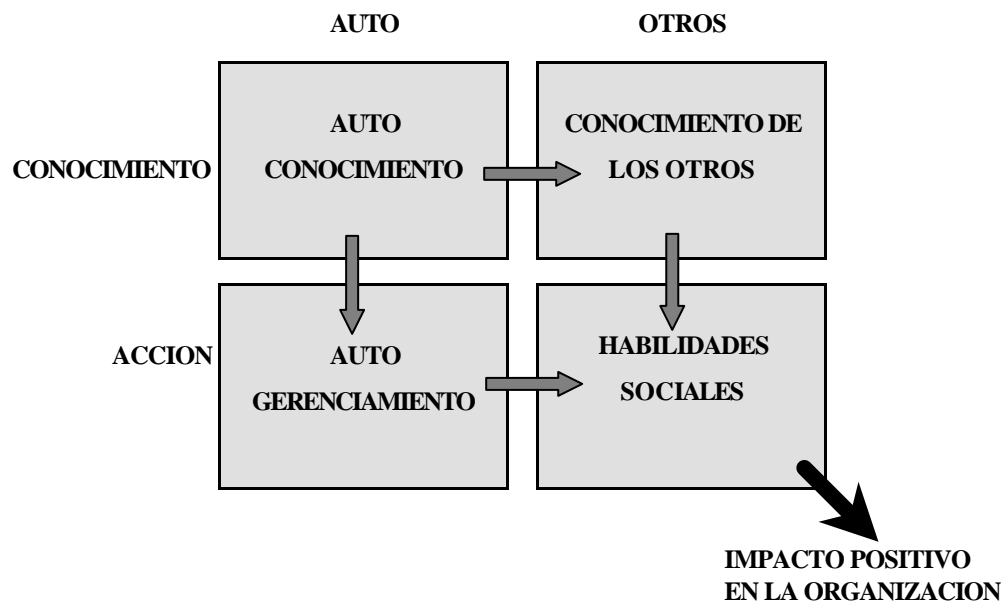 AUTO
OTROS
AUTO
CONOCIMIENTO
CONOCIMIENTO DE
LOS OTROS
CONOCIMIENTO
ACCION
AUTO
GERENCIAMIENTO
HABILIDADES
SOCIALES
IMPACTO POSITIVO
EN LA ORGANIZACION